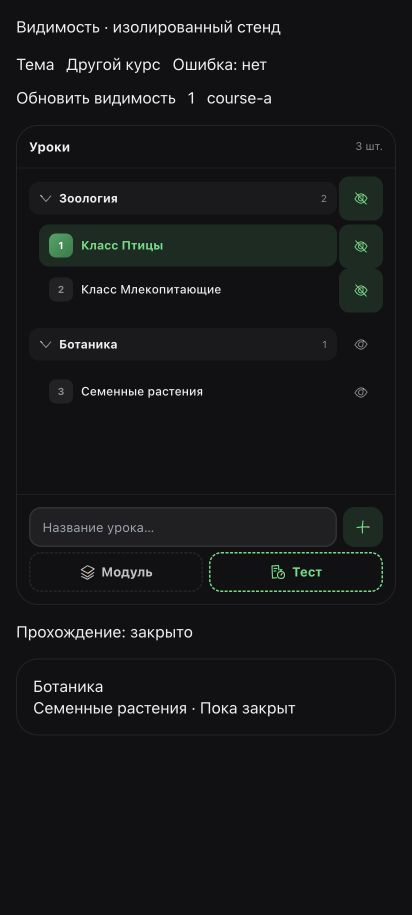 Видимость · изолированный стенд
Тема Другой курс Ошибка: нет
Обновить видимость 1 course-a
Уроки 3 шт.
Зоология 2
1 Класс Птицы
2 Класс Млекопитающие
Ботаника 1
3 Семенные растения
Название урока...
Модуль Тест
Прохождение: закрыто
Ботаника
Семенные растения · Пока закрыт